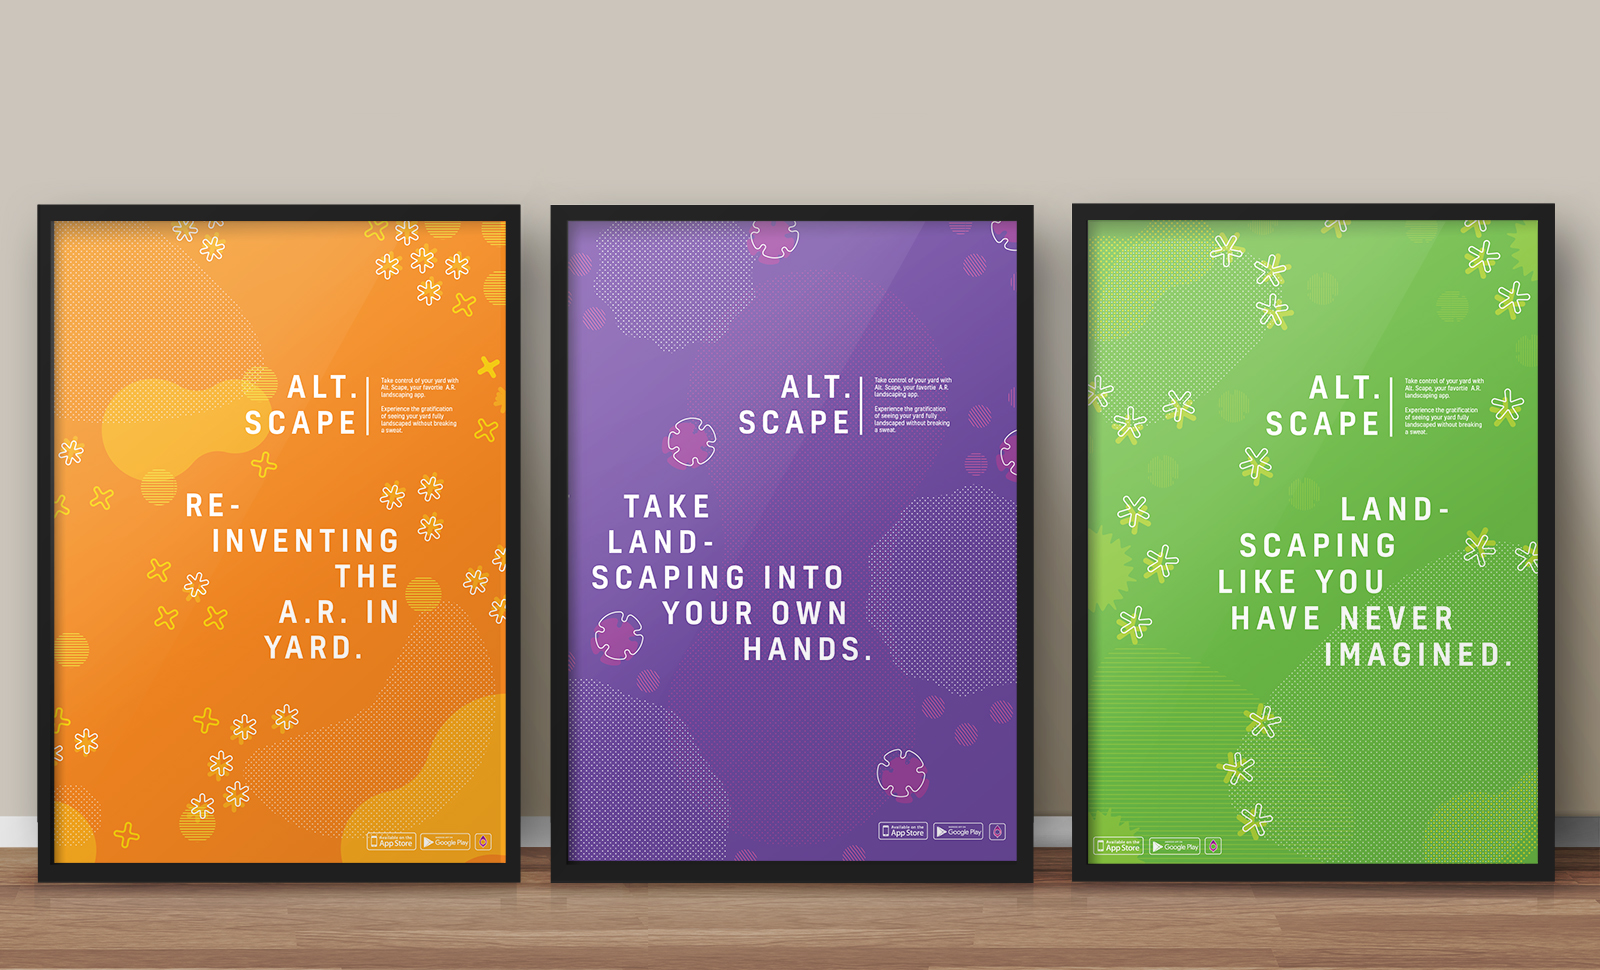 ALT.
SCAPE
Take control of your yard with
Alt. Scape, your favortie A.R.
landscaping app.
Experience the gratification
of seeing your yard fully
landscaped without breaking
a sweat.
RE-
INVENTING
THE
A.R. IN
YARD.
Available on the
App Store
Google Play
ALT.
SCAPE
Take control of your yard with
Alt. Scape, your favortie A.R.
landscaping app.
Experience the gratification
of seeing your yard fully
landscaped without breaking
a sweat.
TAKE
LAND-
SCAPING INTO
YOUR OWN
HANDS.
Available on the
App Store
Google Play
ALT.
SCAPE
Take control of your yard with
Alt. Scape, your favortie A.R.
landscaping app.
Experience the gratification
of seeing your yard fully
landscaped without breaking
a sweat.
LAND-
SCAPING
LIKE YOU
HAVE NEVER
IMAGINED.
Available on the
App Store
Google Play